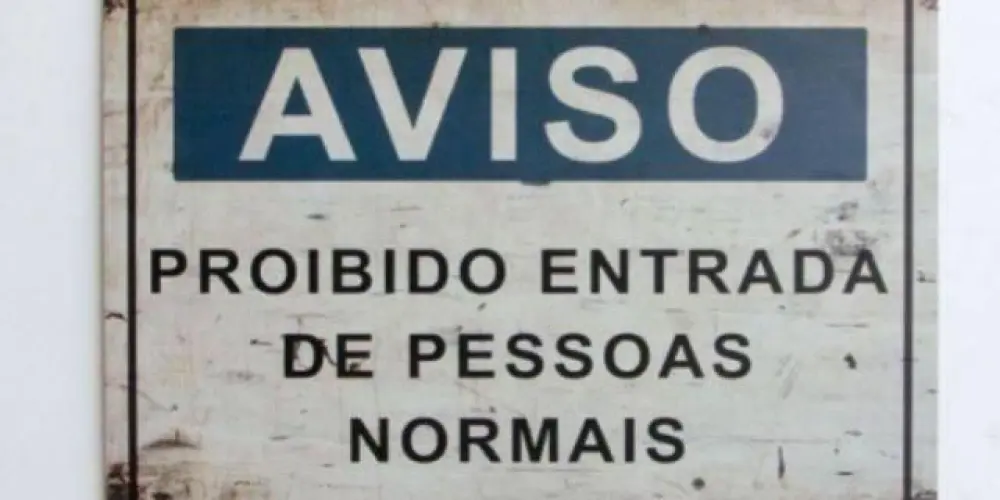 AVISO
PROIBIDO ENTRADA
DE PESSOAS
NORMAIS